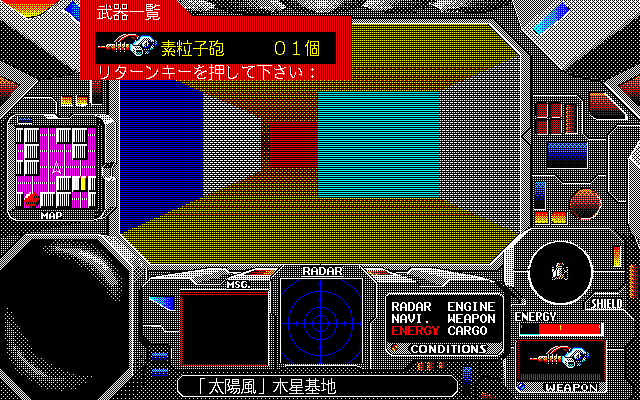 武器一覧
素粒子砲 01個
リターンキーを押して下さい:
MAP
RADAR
MSG.
RADAR ENGINE
NAVI. WEAPON
ENERGY CARGO
CONDITIONS
SHIELD
ENERGY
WEAPON
「太陽風」木星基地